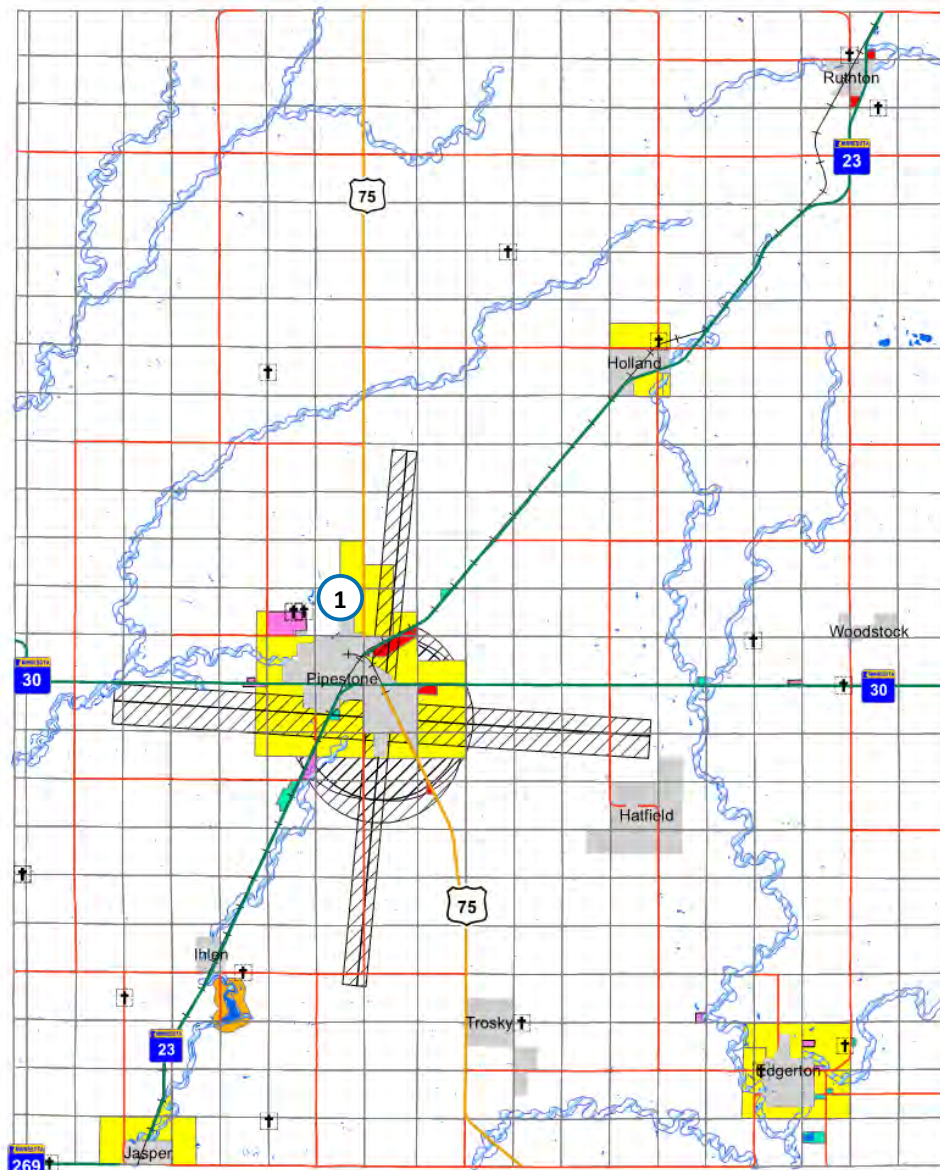 Ruthton
MINNESOTA
23
75
Holland
1
Woodstock
MINNESOTA
30
Pipestone
MINNESOTA
30
Hatfield
75
Ihlen
Trosky
MINNESOTA
23
Edgerton
Jasper
MINNESOTA
269